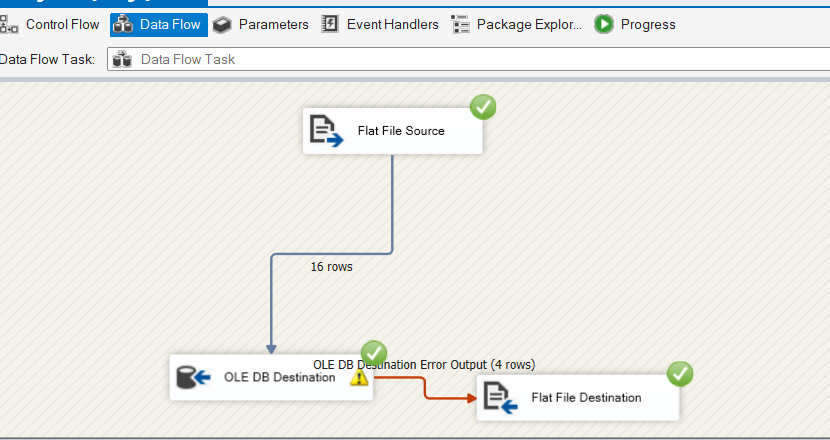 Control Flow Data Flow Parameters Event Handlers Package Explor... Progress
Data Flow Task: Data Flow Task
Flat File Source
16 rows
OLE DB Destination Error Output (4 rows)
OLE DB Destination
Flat File Destination